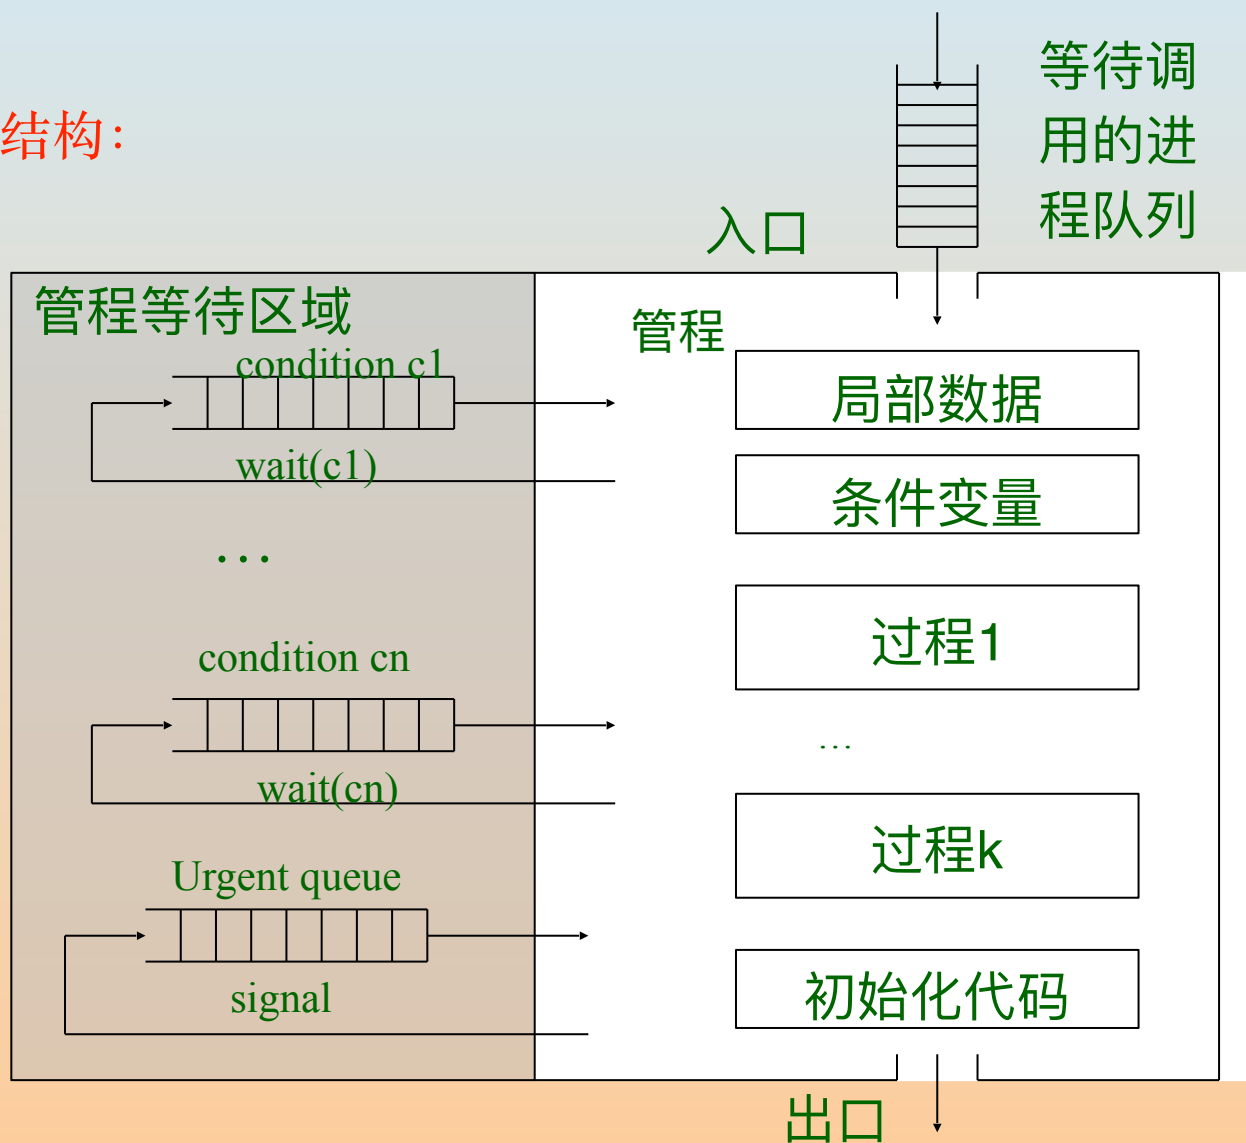 结构：
等待调
用的进
程队列
入口
管程等待区域
condition c1
wait(c1)
…
condition cn
wait(cn)
Urgent queue
signal
管程
局部数据
条件变量
过程1
…
过程k
初始化代码
出口